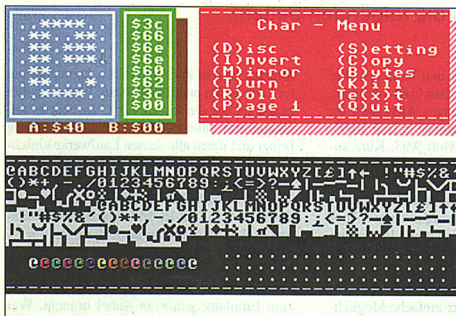 $3c
$66
$6e
$6e
$60
$62
$3c
$00
A:$40 B:$00
Char - Menu
(D)isc (S)etting
(I)nvert (C)opy
(M)irror (B)ytes
(T)urn (K)ill
(R)oll Te(x)t
(P)age 1 (Q)uit
@ABCDEFGHIJKLMNOPQRSTUVWXYZ[£]↑← !"#$%&'
()*+,-./0123456789:;<=>?
ABCDEFGHIJKLMNOPQRSTUVWXYZ[£]↑←
!"#$%&'()*+,-./0123456789:;<=>?